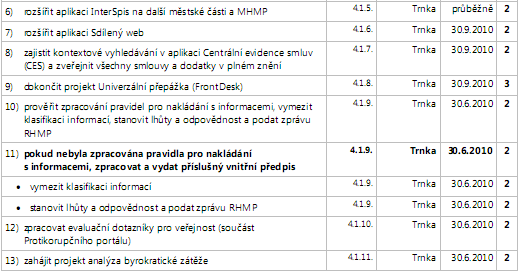 6) rozšířit aplikaci InterSpis na další městské části a MHMP 4.1.5. Trnka průběžně 2
7) rozšířit aplikaci Sdílený web 4.1.6. Trnka 30.9.2010 2
8) zajistit kontextové vyhledávání v aplikaci Centrální evidence smluv 4.1.7. Trnka 30.9.2010 2
(CES) a zveřejnit všechny smlouvy a dodatky v plném znění
9) dokončit projekt Univerzální přepážka (FrontDesk) 4.1.8. Trnka 30.9.2010 3
10) prověřit zpracování pravidel pro nakládání s informacemi, vymezit 4.1.9. Trnka 30.6.2010 2
klasifikaci informací, stanovit lhůty a odpovědnost a podat zprávu
RHMP
11) pokud nebyla zpracována pravidla pro nakládání 4.1.9. Trnka 30.6.2010 2
s informacemi, zpracovat a vydat příslušný vnitřní předpis
• vymezit klasifikaci informací 4.1.9. Trnka 30.6.2010 2
• stanovit lhůty a odpovědnost a podat zprávu RHMP 4.1.9. Trnka 30.6.2010 2
12) zpracovat evaluační dotazníky pro veřejnost (součást 4.1.10. Trnka 30.6.2010 2
Protikorupčního portálu)
13) zahájit projekt analýza byrokratické zátěže 4.1.11. Trnka 30.6.2010 2